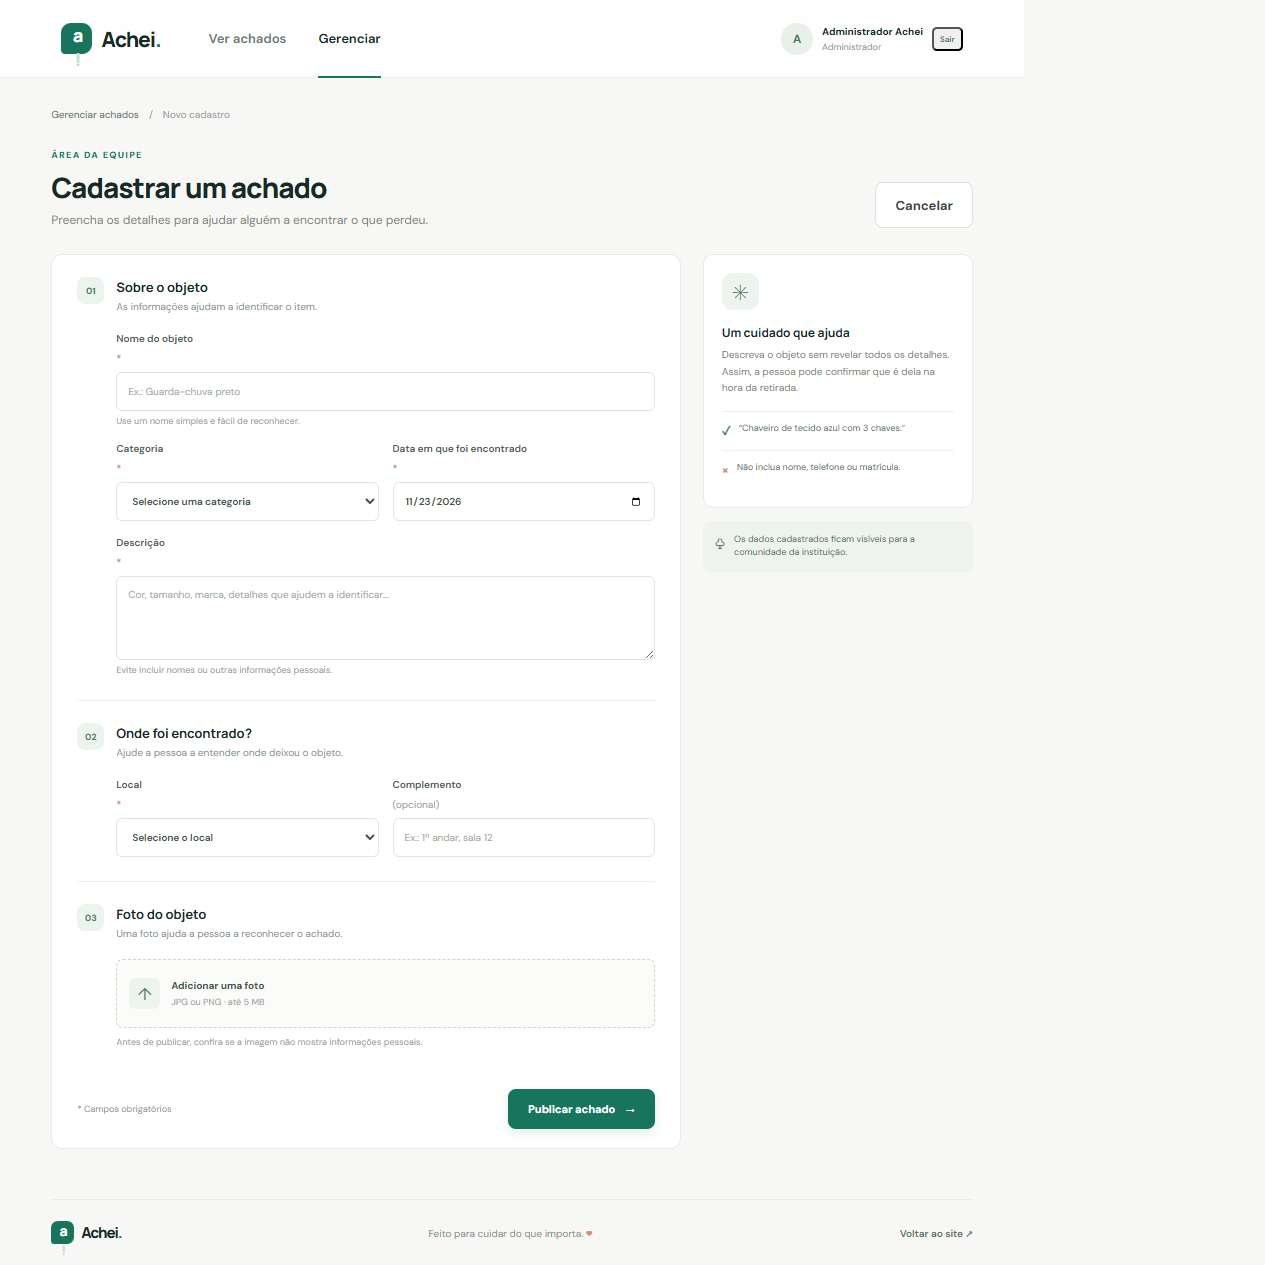 a Achei.
Ver achados
Gerenciar
A
Administrador Achei
Administrador
Sair
Gerenciar achados / Novo cadastro
ÁREA DA EQUIPE
Cadastrar um achado
Preencha os detalhes para ajudar alguém a encontrar o que perdeu.
Cancelar
01
Sobre o objeto
As informações ajudam a identificar o item.
Nome do objeto
*
Ex.: Guarda-chuva preto
Use um nome simples e fácil de reconhecer.
Categoria
*
Selecione uma categoria
Data em que foi encontrado
*
11/23/2026
Descrição
*
Cor, tamanho, marca, detalhes que ajudem a identificar...
Evite incluir nomes ou outras informações pessoais.
02
Onde foi encontrado?
Ajude a pessoa a entender onde deixou o objeto.
Local
*
Selecione o local
Complemento
(opcional)
Ex.: 1º andar, sala 12
03
Foto do objeto
Uma foto ajuda a pessoa a reconhecer o achado.
↑
Adicionar uma foto
JPG ou PNG · até 5 MB
Antes de publicar, confira se a imagem não mostra informações pessoais.
* Campos obrigatórios
Publicar achado →
Um cuidado que ajuda
Descreva o objeto sem revelar todos os detalhes.
Assim, a pessoa pode confirmar que é dela na
hora da retirada.
✓ “Chaveiro de tecido azul com 3 chaves.”
× Não inclua nome, telefone ou matrícula.
Os dados cadastrados ficam visíveis para a
comunidade da instituição.
a Achei.
Feito para cuidar do que importa. ♥
Voltar ao site ↗